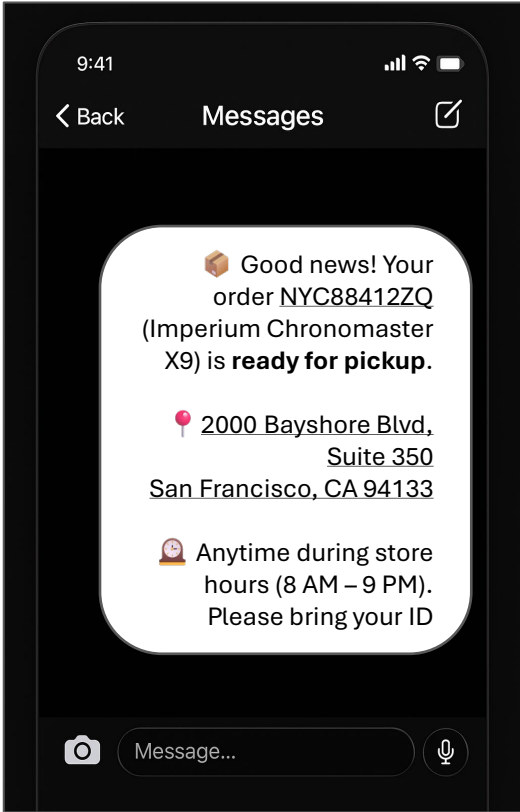 9:41
Back
Messages
📦 Good news! Your
order NYC88412ZQ
(Imperium Chronomaster
X9) is ready for pickup.
📍 2000 Bayshore Blvd,
Suite 350
San Francisco, CA 94133
🕰️ Anytime during store
hours (8 AM – 9 PM).
Please bring your ID
Message...